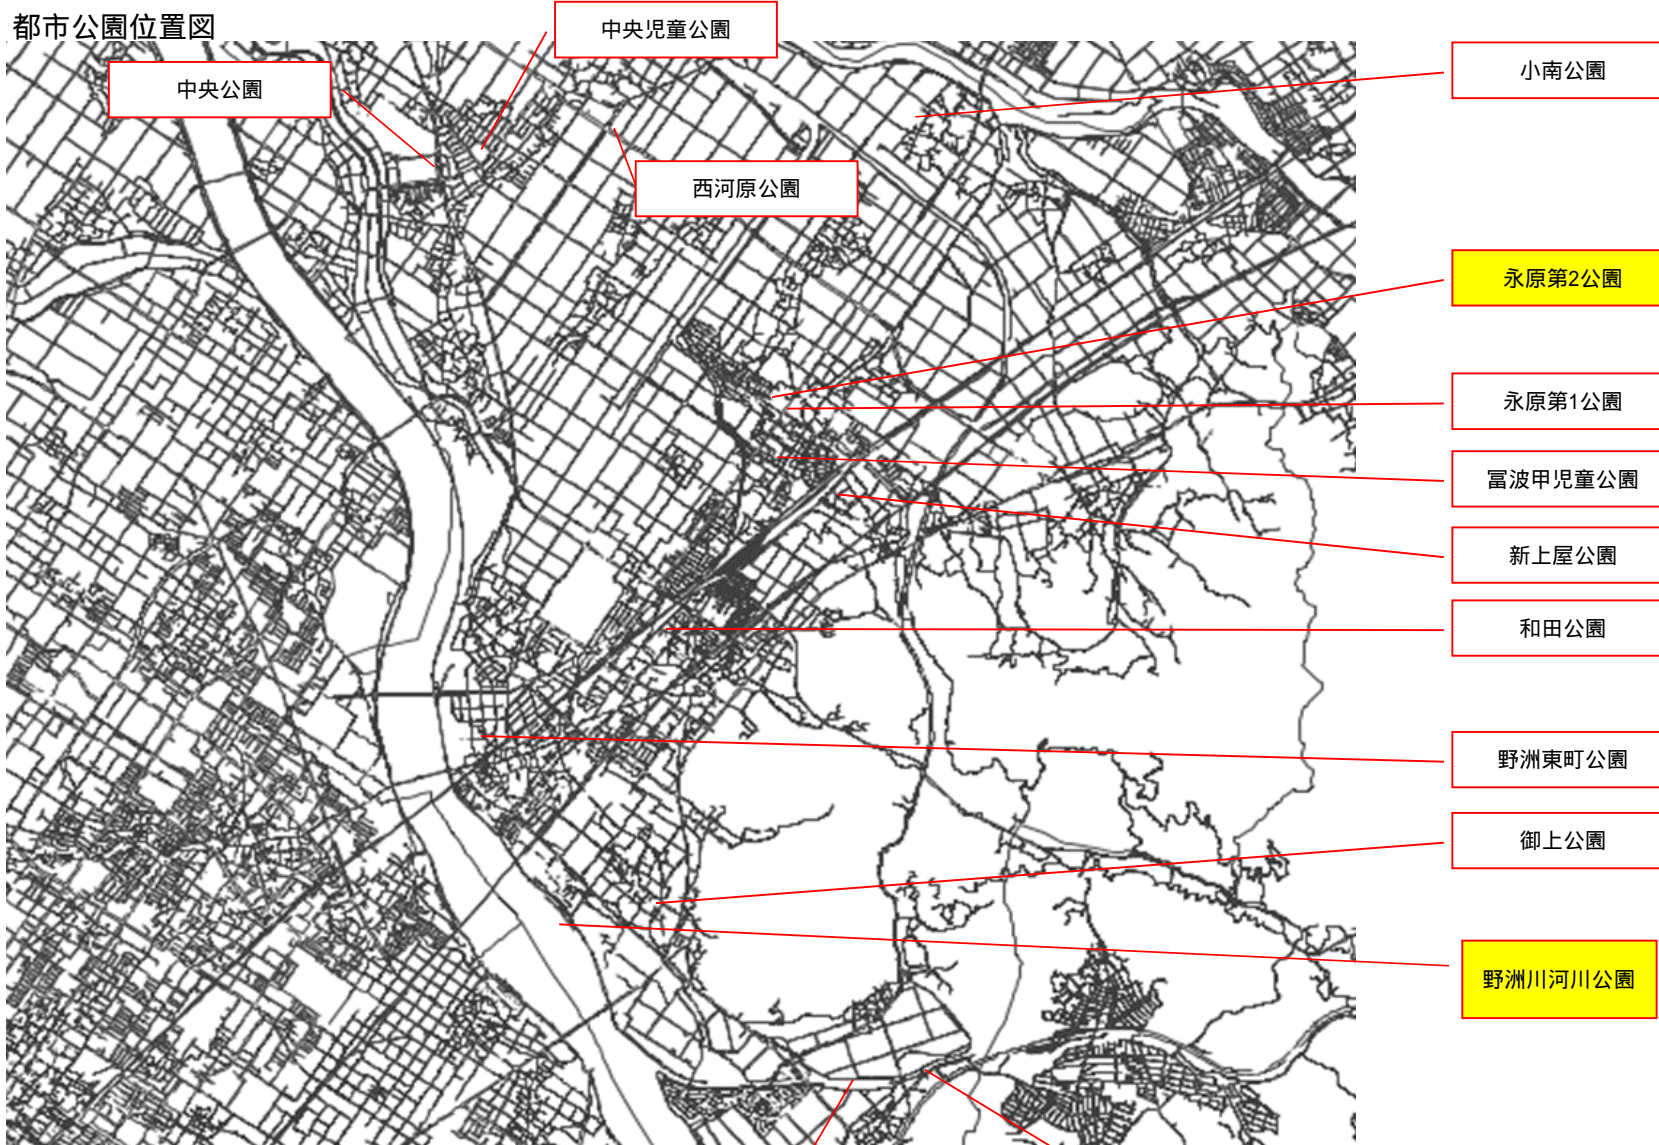 都市公園位置図
中央児童公園
中央公園
小南公園
西河原公園
永原第2公園
永原第1公園
冨波甲児童公園
新上屋公園
和田公園
野洲東町公園
御上公園
野洲川河川公園